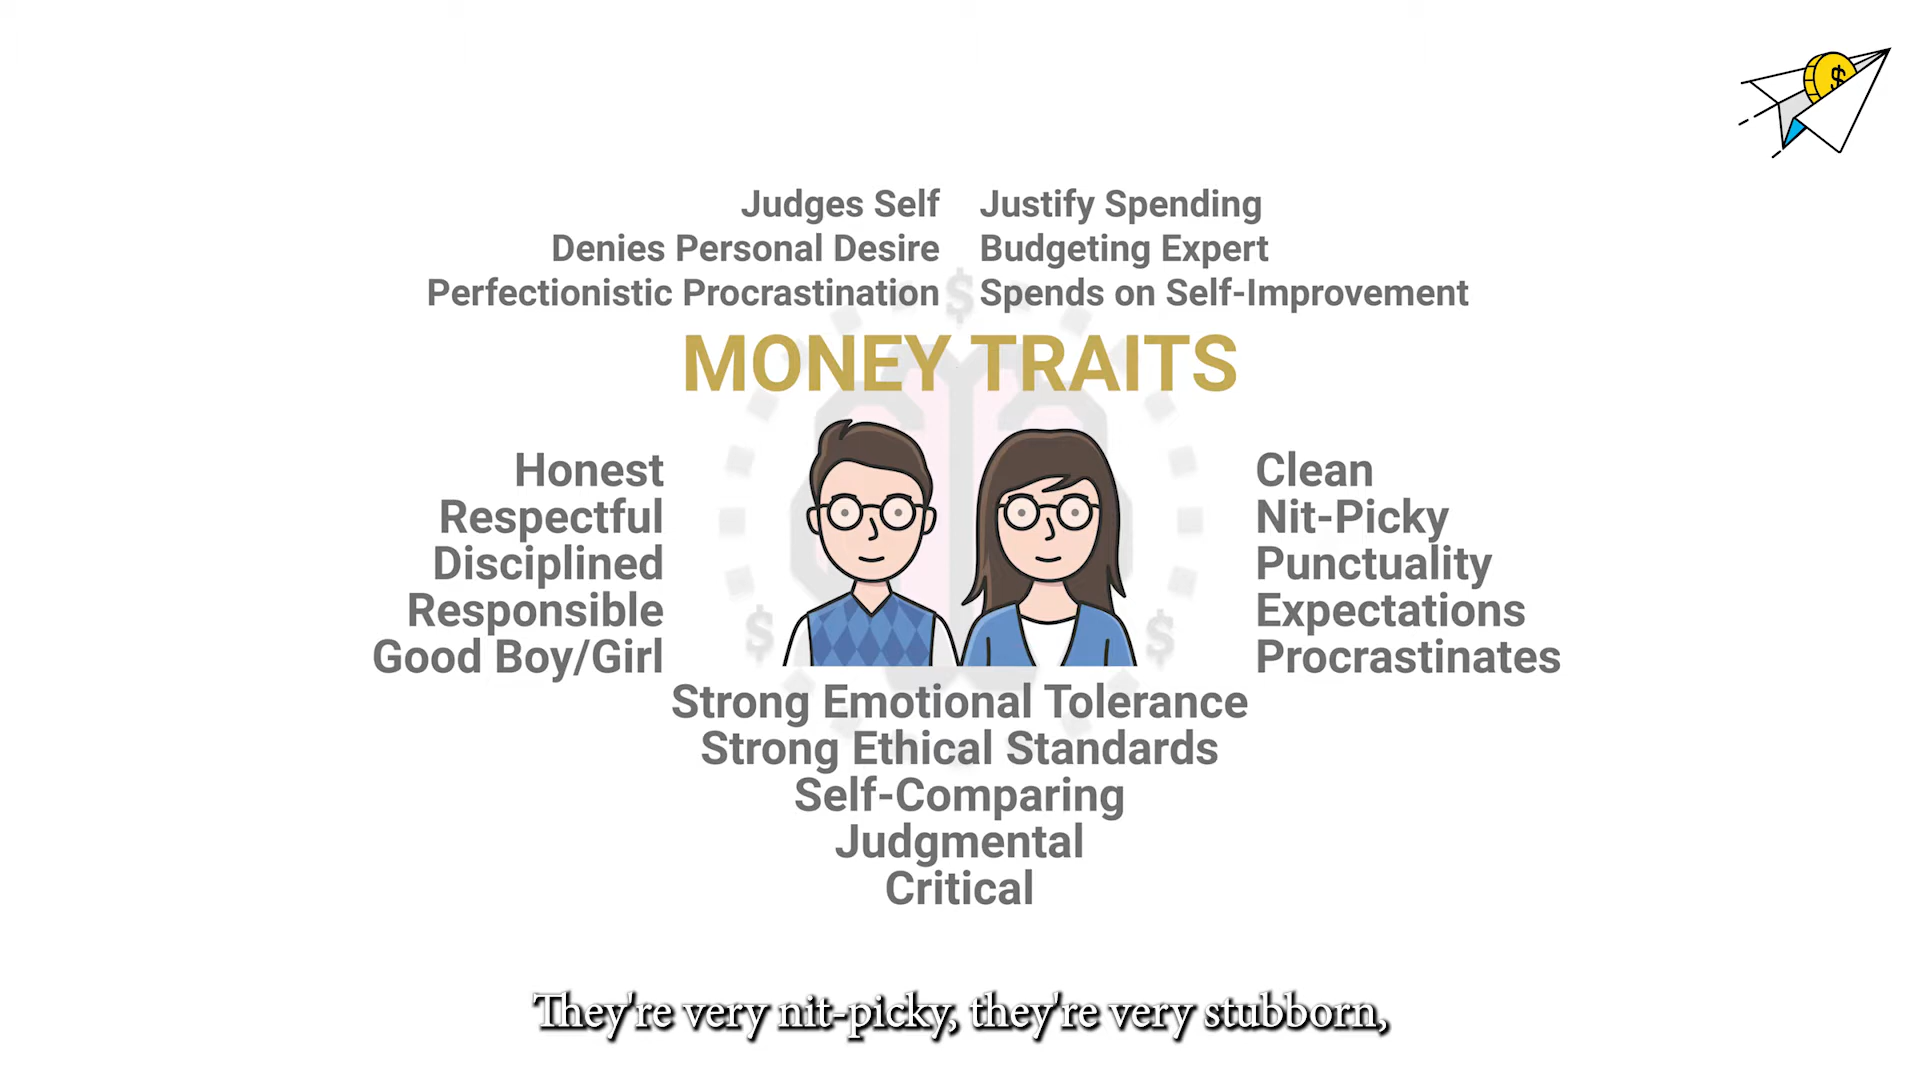 Judges Self
Denies Personal Desire
Perfectionistic Procrastination
Justify Spending
Budgeting Expert
Spends on Self-Improvement
MONEY TRAITS
Honest
Respectful
Disciplined
Responsible
Good Boy/Girl
Clean
Nit-Picky
Punctuality
Expectations
Procrastinates
Strong Emotional Tolerance
Strong Ethical Standards
Self-Comparing
Judgmental
Critical
They're very nit-picky, they're very stubborn,